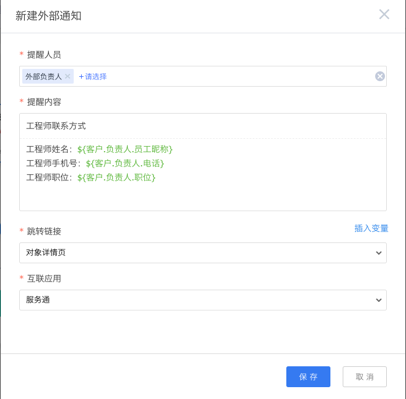 新建外部通知
* 提醒人员
外部负责人 × +请选择
* 提醒内容
工程师联系方式
工程师姓名：${客户.负责人.员工昵称}
工程师手机号：${客户.负责人.电话}
工程师职位：${客户.负责人.职位}
插入变量
* 跳转链接
对象详情页
* 互联应用
服务通
保存 取消